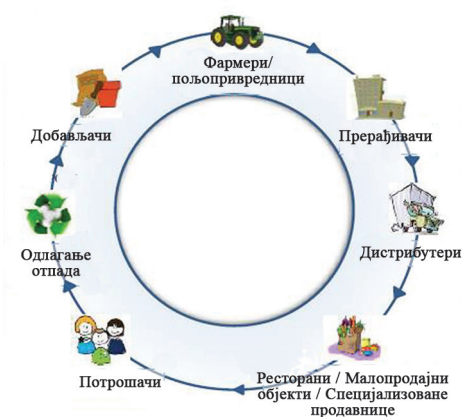 Фармери/
пољопривредници
Прерађивачи
Дистрибутери
Ресторани / Малопродајни
објекти / Специјализоване
продавнице
Потрошачи
Одлагање
отпада
Добављачи